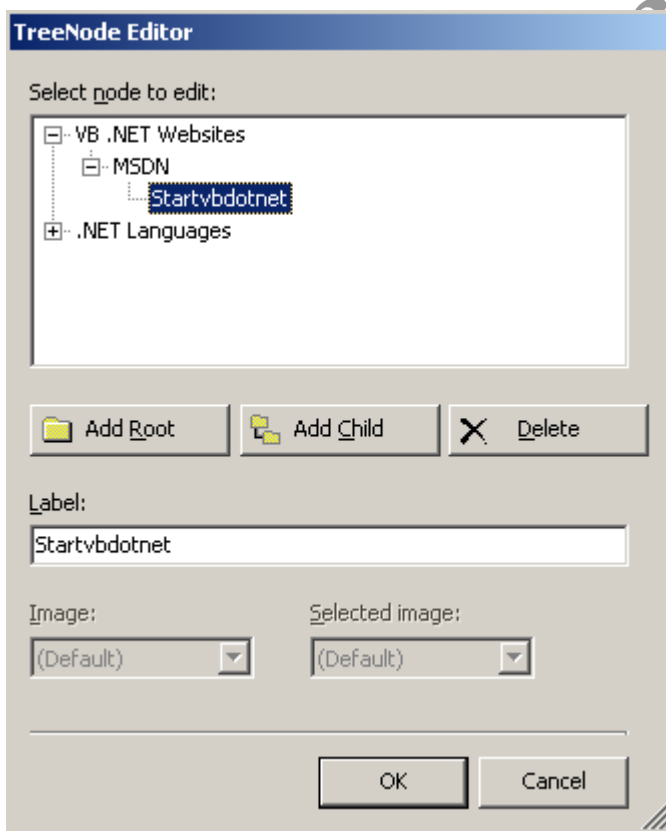 TreeNode Editor
Select node to edit:
VB .NET Websites
MSDN
Startvbdotnet
.NET Languages
Add Root Add Child Delete
Label:
Startvbdotnet
Image: Selected image:
(Default) (Default)
OK Cancel